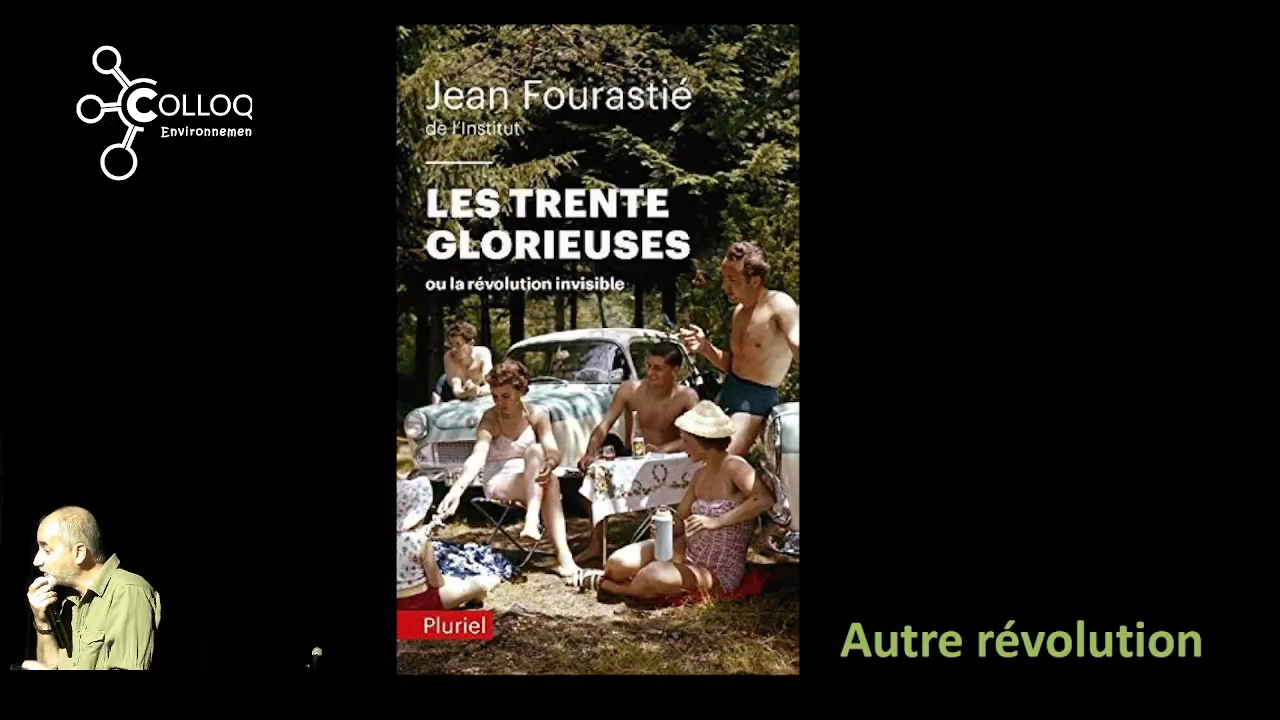 COLLOQ
Environnemen
Jean Fourastié
de l'Institut
LES TRENTE
GLORIEUSES
ou la révolution invisible
Pluriel
Autre révolution